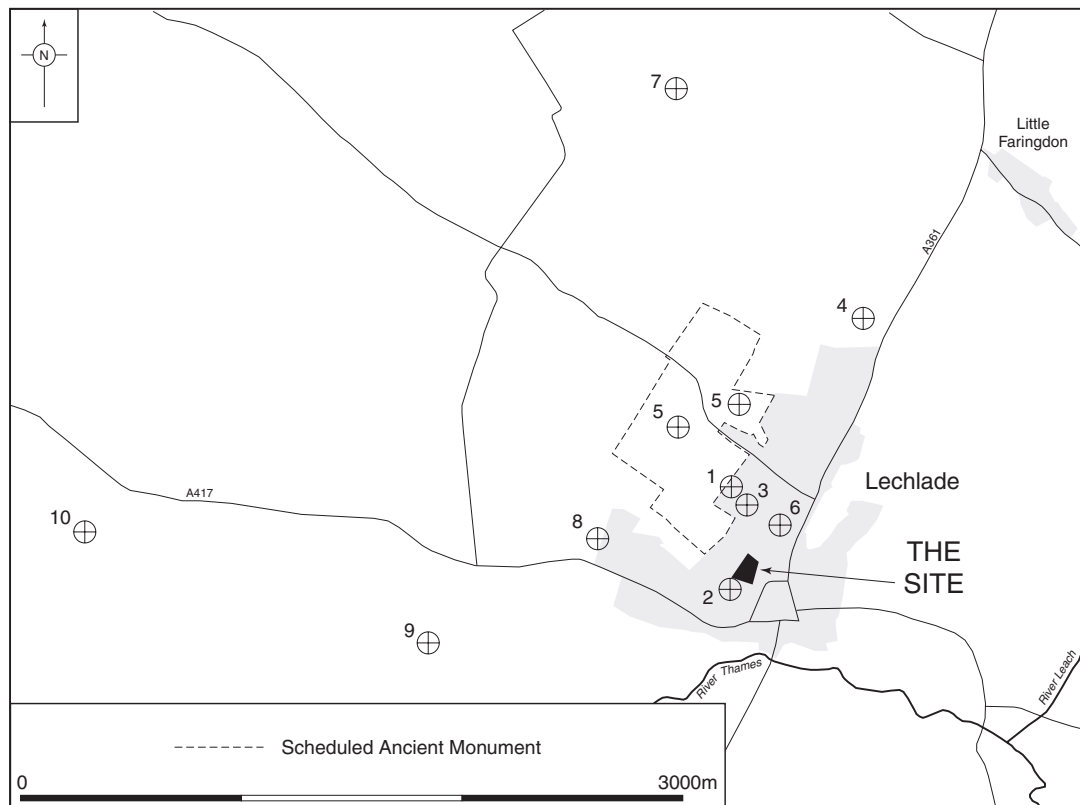 N
7
Little
Faringdon
A361
4
5
5
1
3
Lechlade
6
A417
10
8
THE
SITE
2
9
River Thames
River Leach
Scheduled Ancient Monument
0
3000m